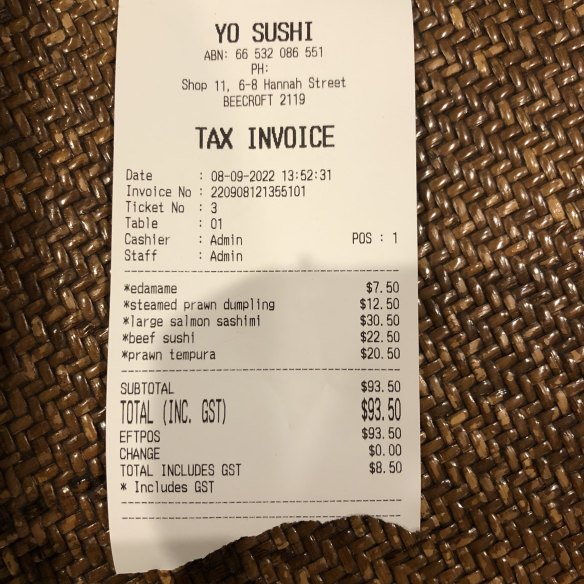 YO SUSHI
ABN: 66 532 086 551
PH:
Shop 11, 6-8 Hannah Street
BEECROFT 2119
TAX INVOICE
Date : 08-09-2022 13:52:31
Invoice No : 220908121355101
Ticket No : 3
Table : 01
Cashier : Admin POS : 1
Staff : Admin
*edamame $7.50
*steamed prawn dumpling $12.50
*large salmon sashimi $30.50
*beef sushi $22.50
*prawn tempura $20.50
SUBTOTAL $93.50
TOTAL (INC. GST) $93.50
EFTPOS $93.50
CHANGE $0.00
TOTAL INCLUDES GST $8.50
* Includes GST